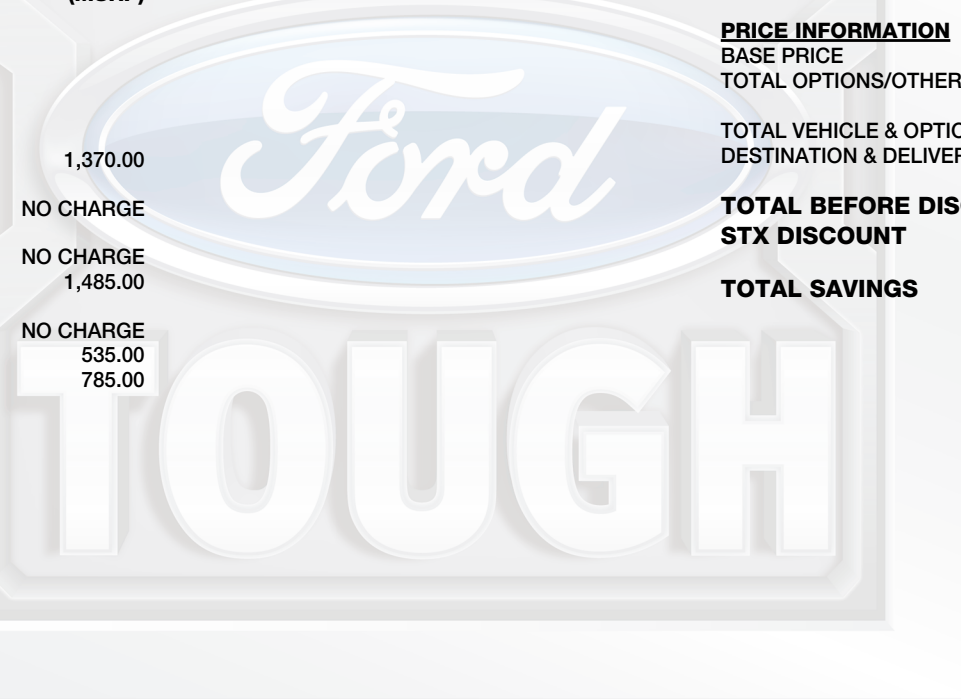 (MSRP)
1,370.00
NO CHARGE
NO CHARGE
1,485.00
NO CHARGE
535.00
785.00
Ford
TOUGH
PRICE INFORMATION
BASE PRICE
TOTAL OPTIONS/OTHER
TOTAL VEHICLE & OPTIO
DESTINATION & DELIVER
TOTAL BEFORE DIS
STX DISCOUNT
TOTAL SAVINGS